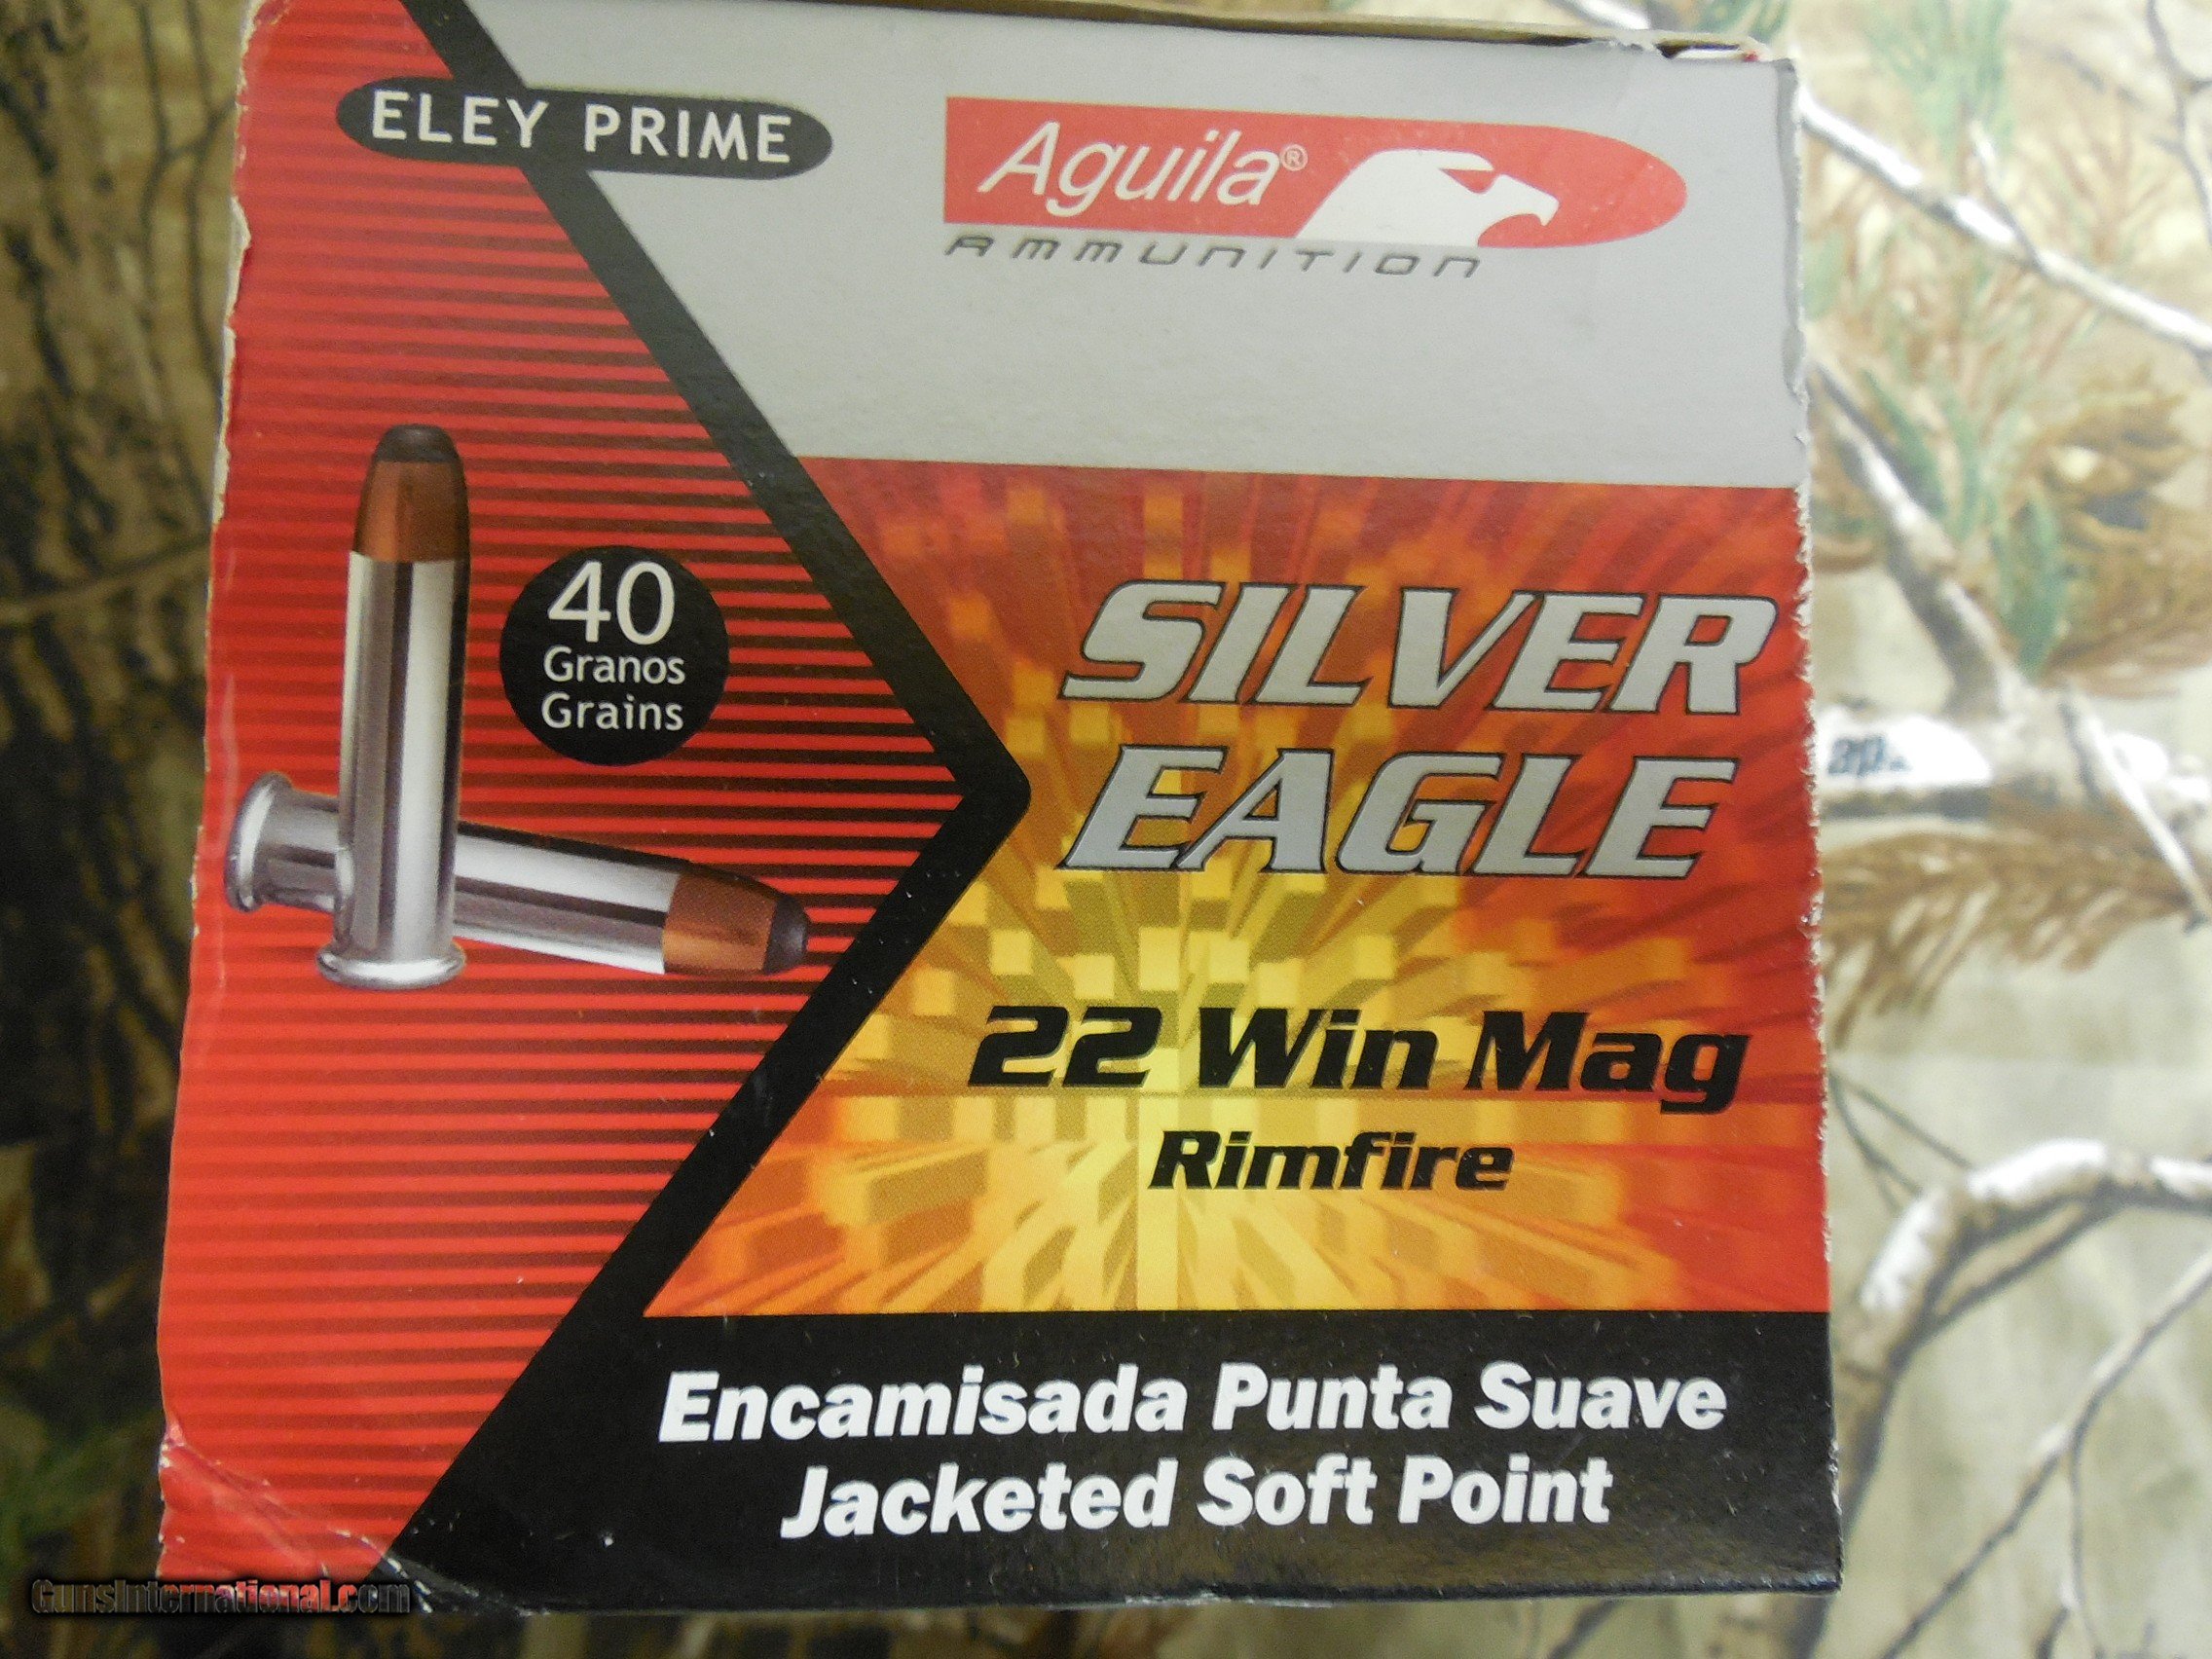 ELEY PRIME
Aguila®
AMMUNITION
40
Granos
Grains
SILVER
EAGLE
22 Win Mag
Rimfire
Encamisada Punta Suave
Jacketed Soft Point
GunsInternational.com